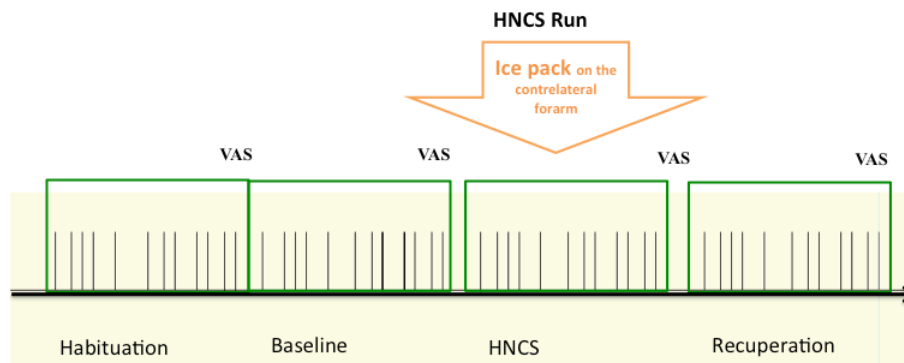 HNCS Run
Ice pack on the
contrelateral
forarm
VAS VAS VAS VAS
Habituation Baseline HNCS Recuperation